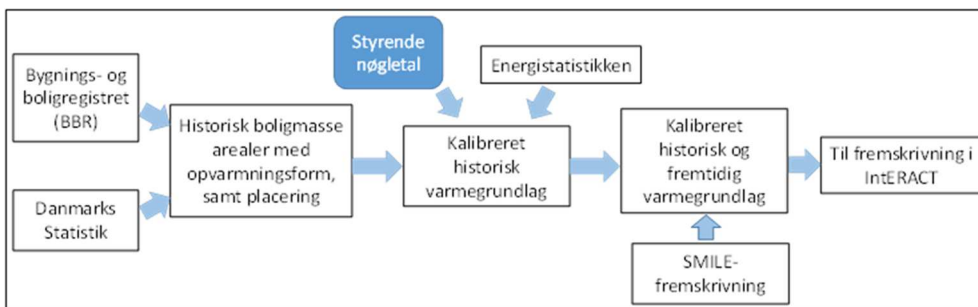 Bygnings- og
boligregistret
(BBR)
Danmarks
Statistik
Historisk boligmasse
arealer med
opvarmningsform,
samt placering
Styrende
nøgletal
Energistatistikken
Kalibreret
historisk
varmegrundlag
Kalibreret
historisk og
fremtidig
varmegrundlag
SMILE-
fremskrivning
Til fremskrivning i
IntERACT